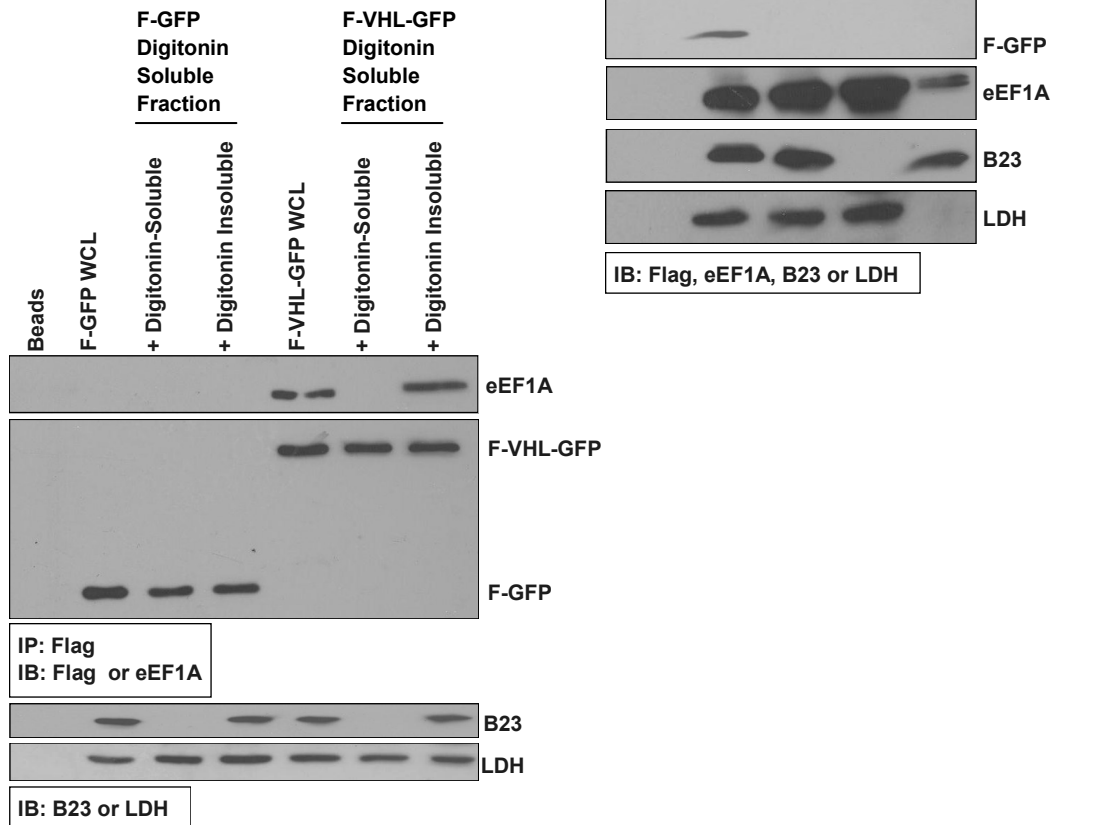 F-GFP
Digitonin
Soluble
Fraction
F-VHL-GFP
Digitonin
Soluble
Fraction
Beads
F-GFP WCL
+ Digitonin-Soluble
+ Digitonin Insoluble
F-VHL-GFP WCL
+ Digitonin-Soluble
+ Digitonin Insoluble
eEF1A
F-VHL-GFP
F-GFP
IP: Flag
IB: Flag or eEF1A
B23
LDH
IB: B23 or LDH
F-GFP
eEF1A
B23
LDH
IB: Flag, eEF1A, B23 or LDH